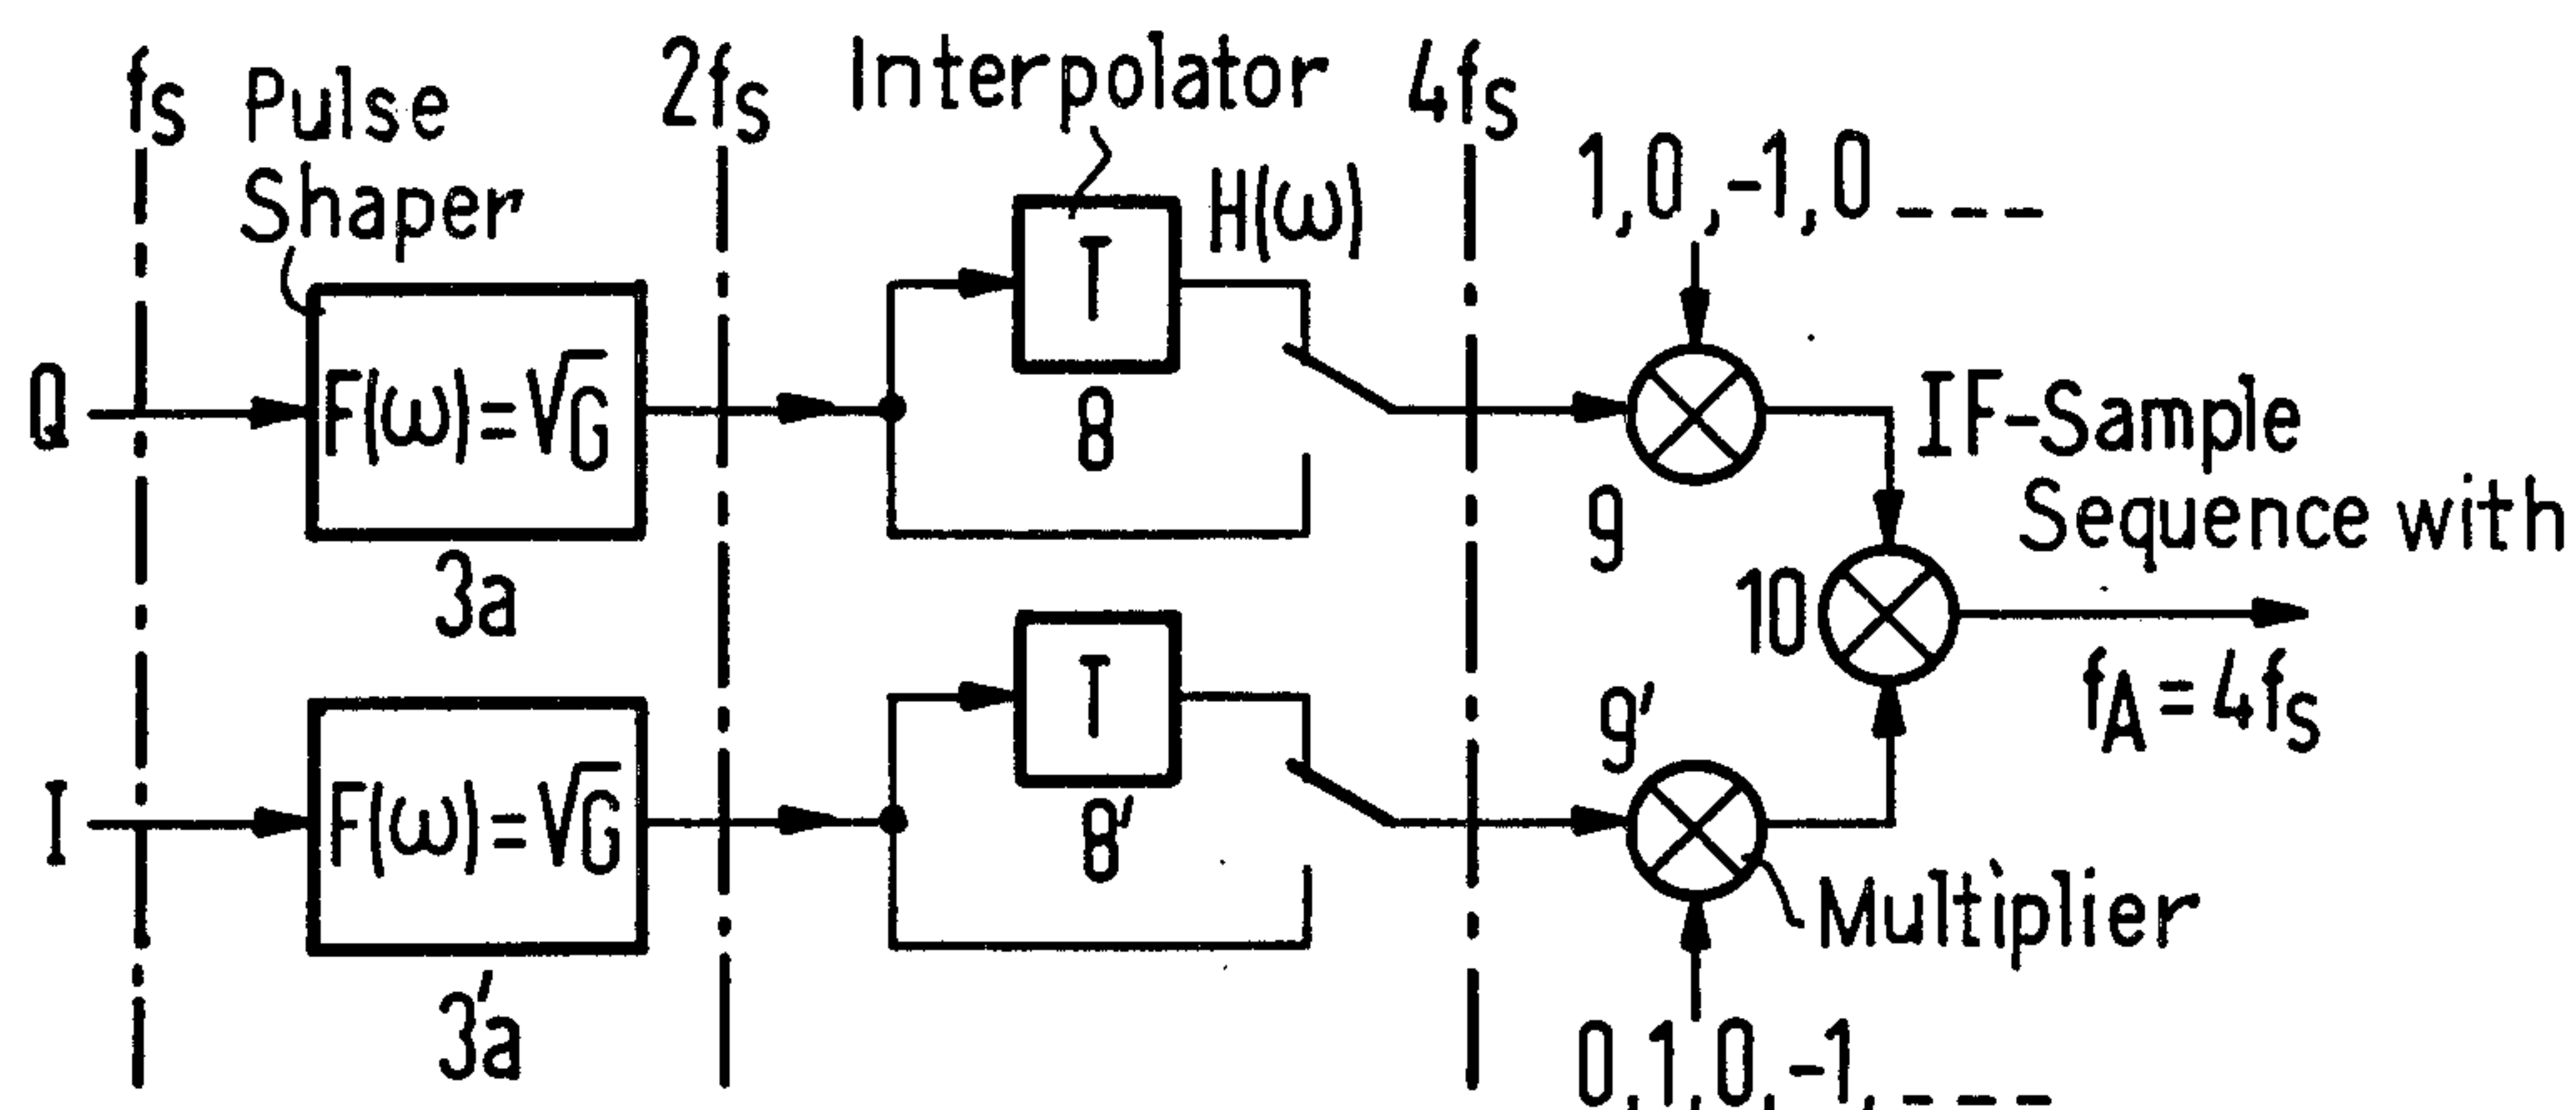 fS
Pulse
Shaper
2fS
Interpolator
4fS
H(ω)
1,0,-1,0---
Q
F(ω)=√G
3a
T
8
9
IF-Sample
Sequence with
10
fA=4fS
I
F(ω)=√G
3'a
T
8'
9'
Multiplier
0,1,0,-1,---